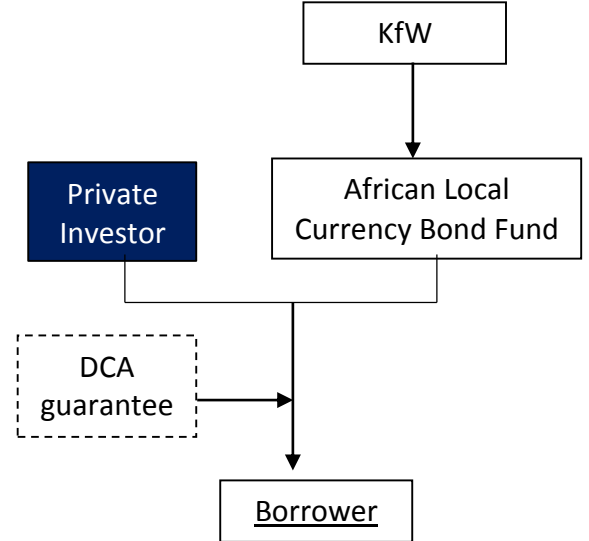 KfW
Private
Investor
African Local
Currency Bond Fund
DCA
guarantee
Borrower